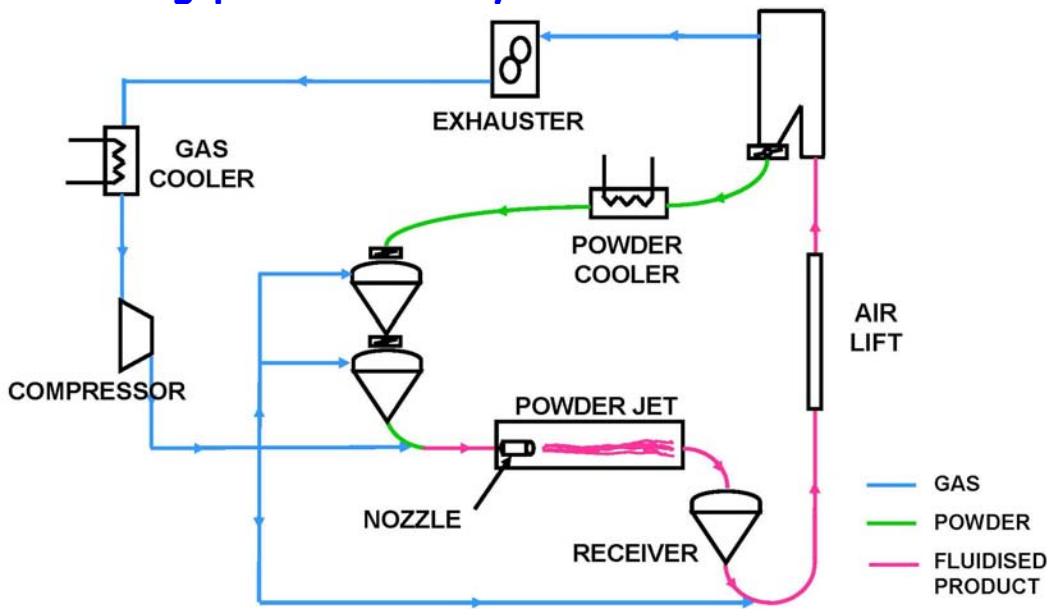 EXHAUSTER
GAS
COOLER
POWDER
COOLER
AIR
LIFT
COMPRESSOR
POWDER JET
NOZZLE
RECEIVER
GAS
POWDER
FLUIDISED
PRODUCT